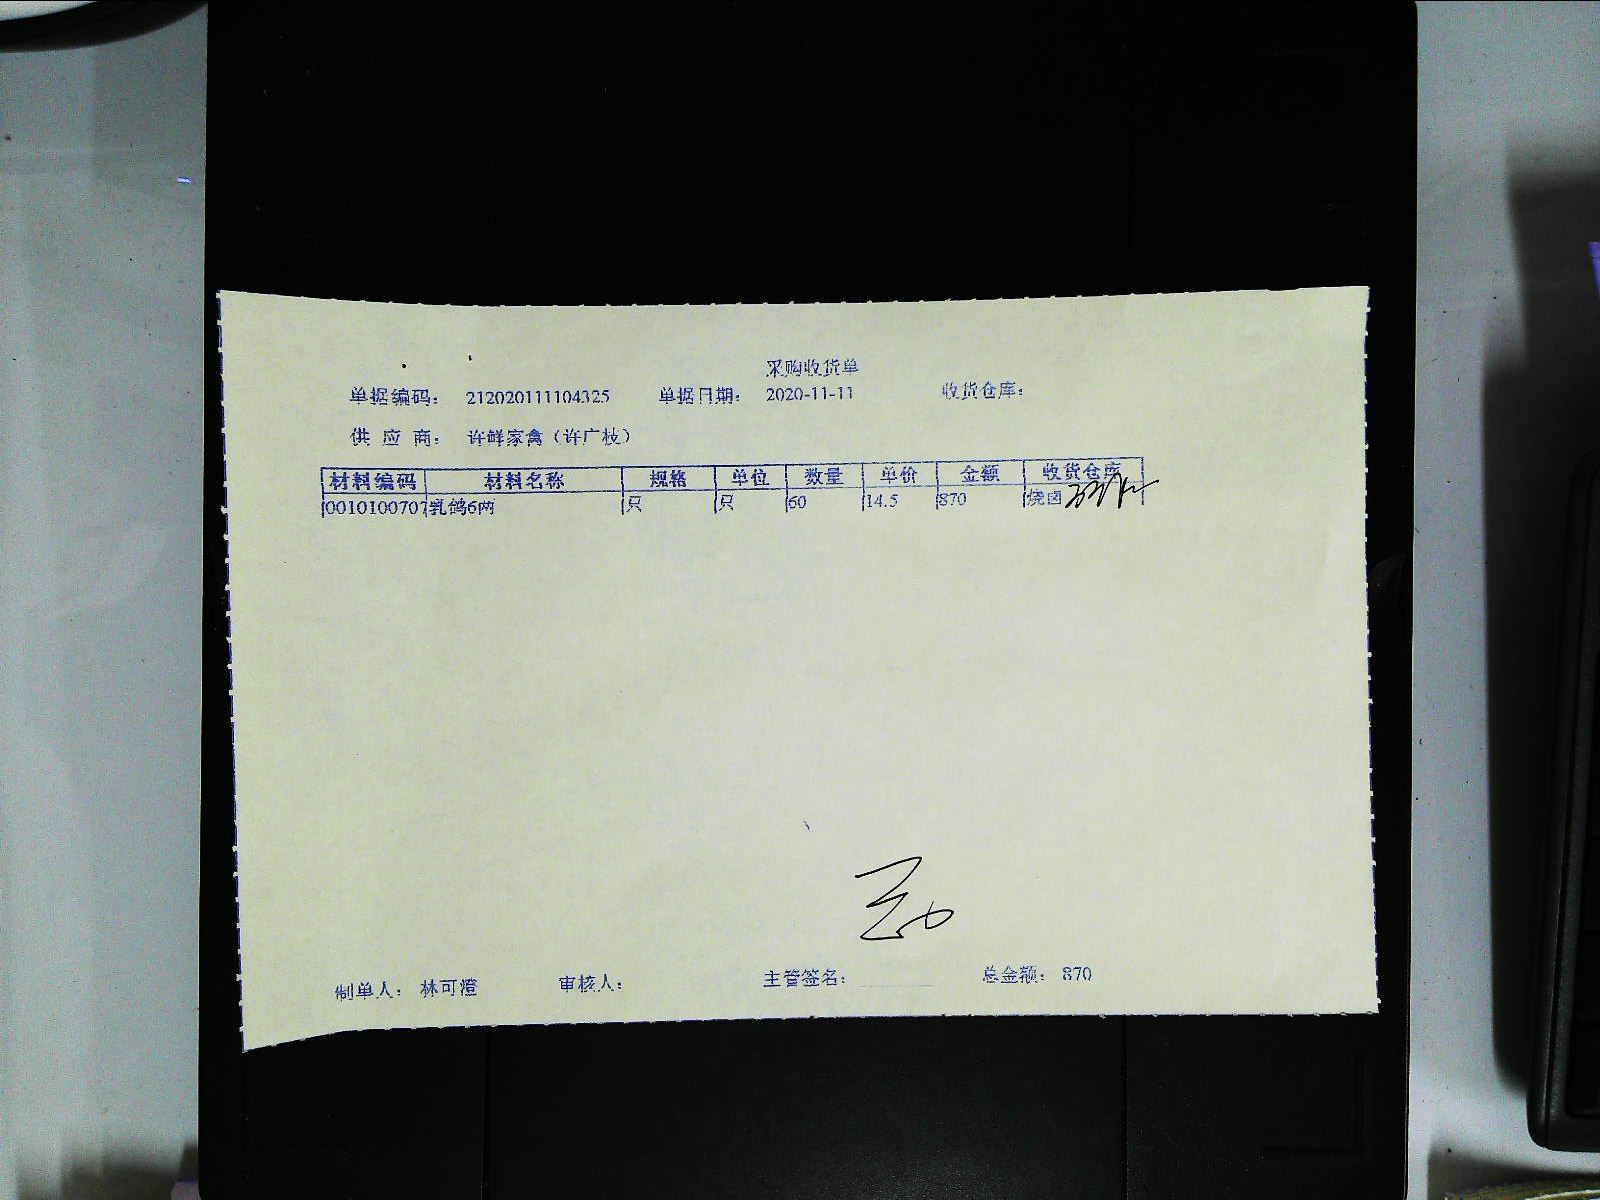 采购收货单
单据编码： 212020111104325 单据日期： 2020-11-11 收货仓库：
供 应 商： 许鲜家禽（许广枝）
材料编码 材料名称 规格 单位 数量 单价 金额 收货仓库
0010100707 乳鸽6两 只 只 60 14.5 870 烧卤
制单人： 林可澄 审核人： 主管签名： 总金额： 870